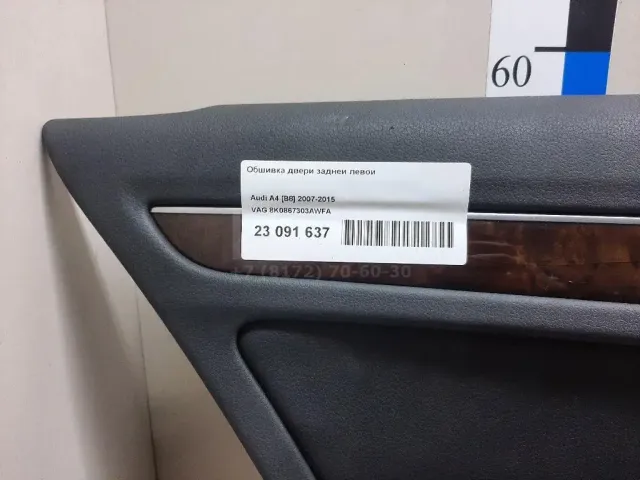 60
Обшивка двери задней левой
Audi A4 [B8] 2007-2015
VAG 8K0867303AWFA
23 091 637
+7 (8172) 70-60-30